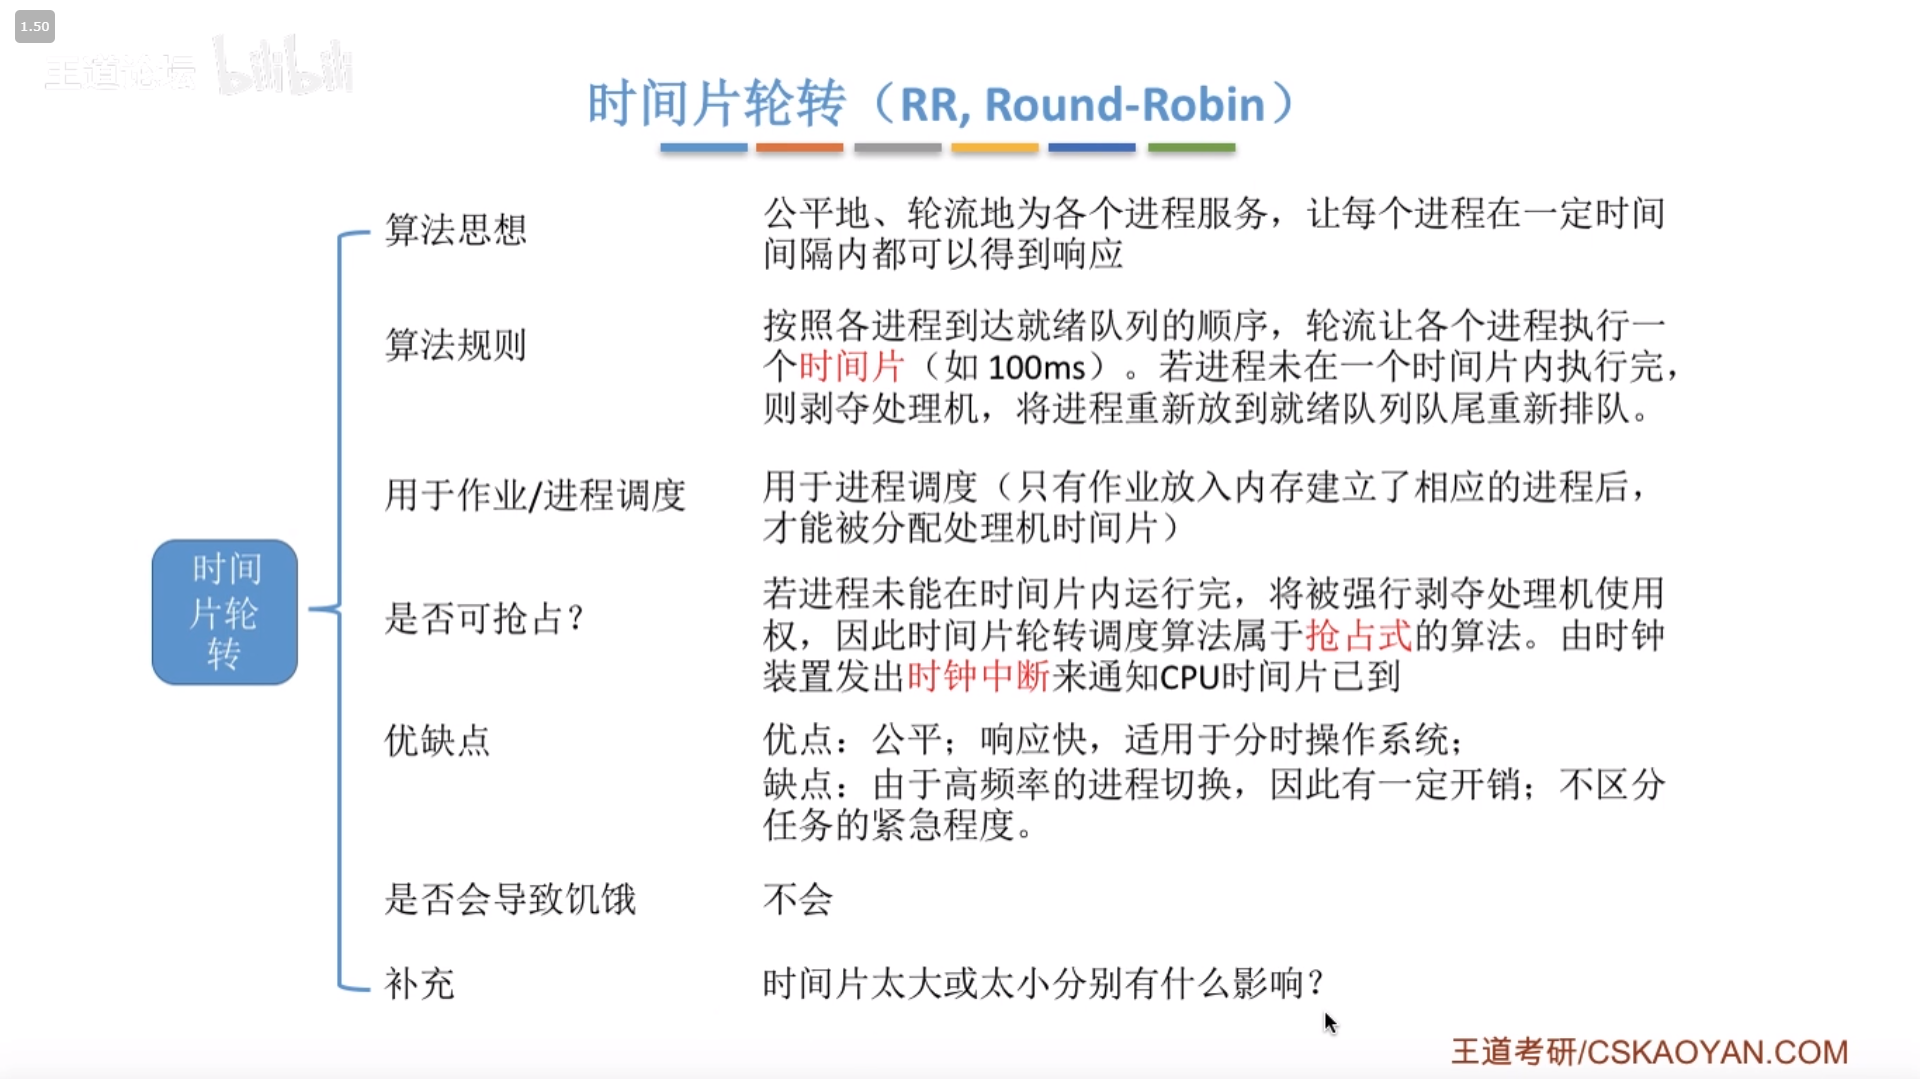 1.50
王道论坛 bilibili
时间片轮转（RR, Round-Robin）
算法思想
公平地、轮流地为各个进程服务，让每个进程在一定时间
间隔内都可以得到响应
算法规则
按照各进程到达就绪队列的顺序，轮流让各个进程执行一
个时间片（如 100ms）。若进程未在一个时间片内执行完，
则剥夺处理机，将进程重新放到就绪队列队尾重新排队。
用于作业/进程调度
用于进程调度（只有作业放入内存建立了相应的进程后，
才能被分配处理机时间片）
时间
片轮
转
是否可抢占？
若进程未能在时间片内运行完，将被强行剥夺处理机使用
权，因此时间片轮转调度算法属于抢占式的算法。由时钟
装置发出时钟中断来通知CPU时间片已到
优缺点
优点：公平；响应快，适用于分时操作系统；
缺点：由于高频率的进程切换，因此有一定开销；不区分
任务的紧急程度。
是否会导致饥饿
不会
补充
时间片太大或太小分别有什么影响？
王道考研/CSKAOYAN.COM